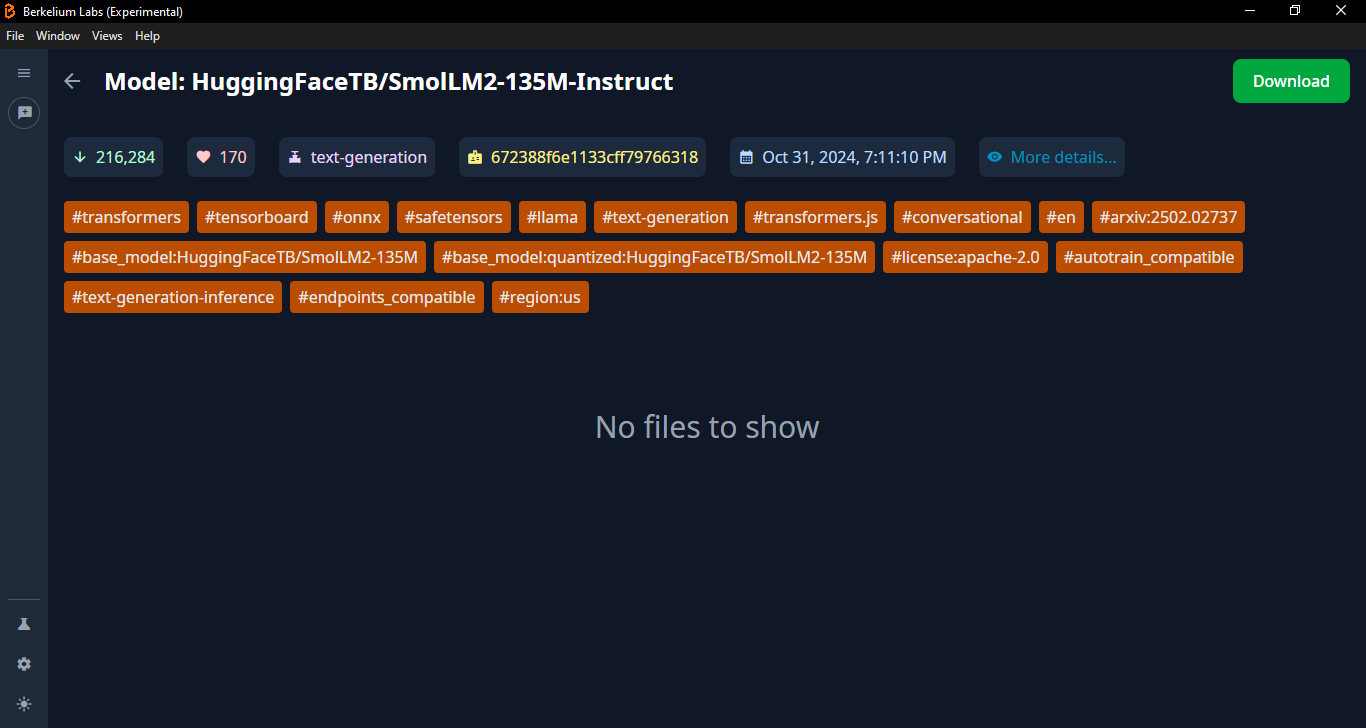 Berkelium Labs (Experimental)
File Window Views Help
Model: HuggingFaceTB/SmolLM2-135M-Instruct
Download
216,284 170 text-generation 672388f6e1133cff79766318 Oct 31, 2024, 7:11:10 PM More details...
#transformers #tensorboard #onnx #safetensors #llama #text-generation #transformers.js #conversational #en #arxiv:2502.02737
#base_model:HuggingFaceTB/SmolLM2-135M #base_model:quantized:HuggingFaceTB/SmolLM2-135M #license:apache-2.0 #autotrain_compatible
#text-generation-inference #endpoints_compatible #region:us
No files to show